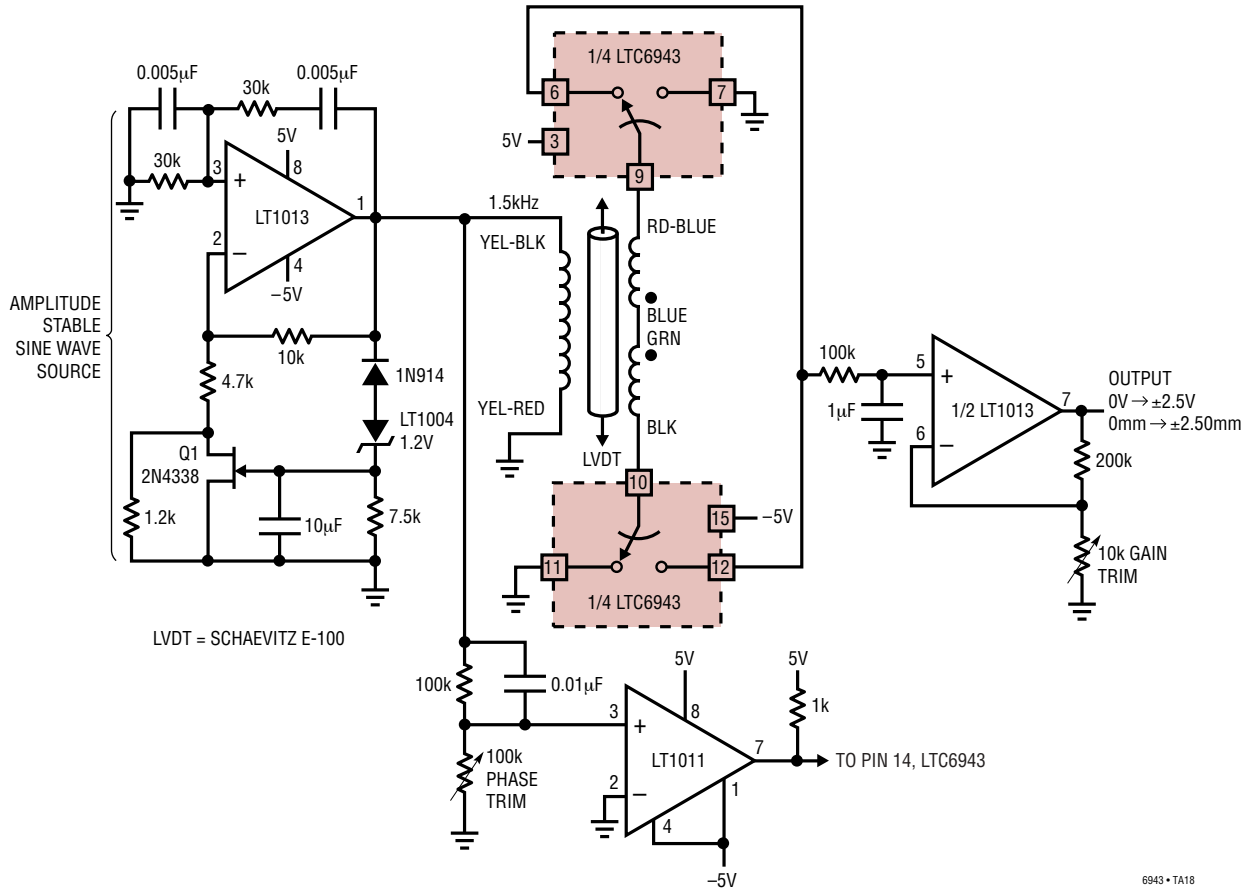 1/4 LTC6943
6
7
5V
3
9
0.005µF
30k
0.005µF
30k
3
+
5V
8
LT1013
1
2
–
4
–5V
AMPLITUDE
STABLE
SINE WAVE
SOURCE
10k
4.7k
1N914
LT1004
1.2V
Q1
2N4338
1.2k
10µF
7.5k
LVDT = SCHAEVITZ E-100
1.5kHz
YEL-BLK
YEL-RED
RD-BLUE
BLUE
GRN
BLK
LVDT
10
15
–5V
11
12
1/4 LTC6943
100k
1µF
5
+
1/2 LT1013
6
–
7
OUTPUT
0V → ±2.5V
0mm → ±2.50mm
200k
10k GAIN
TRIM
100k
0.01µF
100k
PHASE
TRIM
5V
8
3
+
LT1011
2
–
4
1
7
–5V
5V
1k
TO PIN 14, LTC6943
6943 • TA18